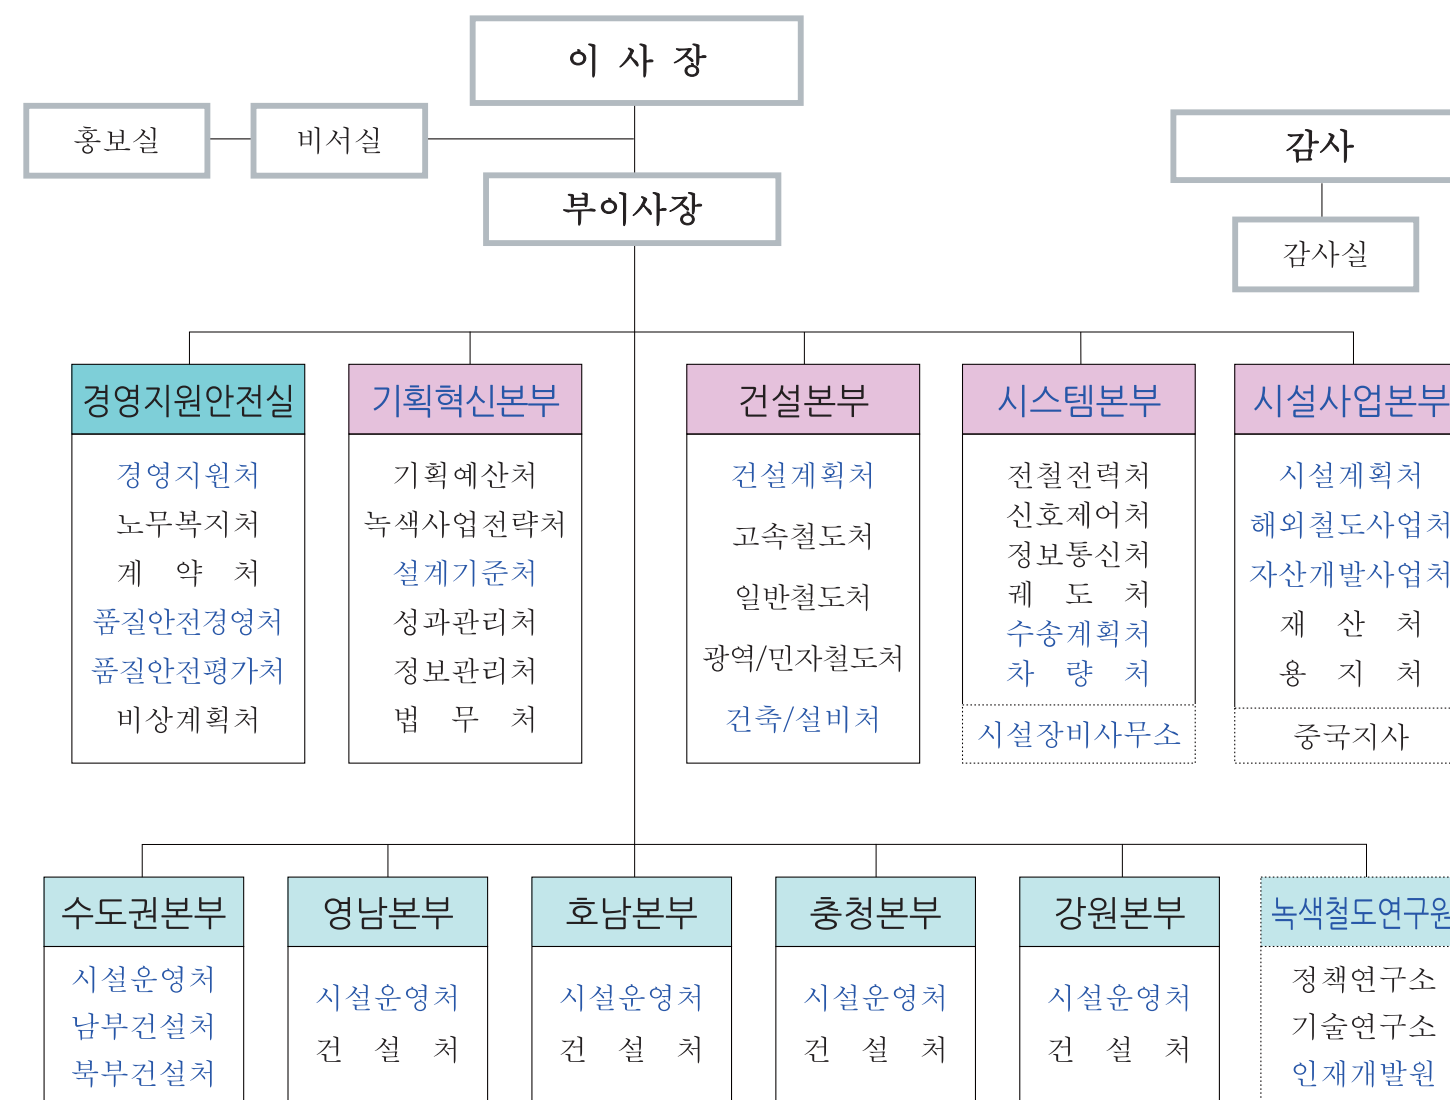 이 사 장
홍보실
비서실
감사
부이사장
감사실
경영지원안전실
경영지원처
노무복지처
계 약 처
품질안전경영처
품질안전평가처
비상계획처
기획혁신본부
기획예산처
녹색사업전략처
설계기준처
성과관리처
정보관리처
법 무 처
건설본부
건설계획처
고속철도처
일반철도처
광역/민자철도처
건축/설비처
시스템본부
전철전력처
신호제어처
정보통신처
궤 도 처
수송계획처
차 량 처
시설장비사무소
시설사업본부
시설계획처
해외철도사업처
자산개발사업처
재 산 처
용 지 처
중국지사
수도권본부
시설운영처
남부건설처
북부건설처
영남본부
시설운영처
건 설 처
호남본부
시설운영처
건 설 처
충청본부
시설운영처
건 설 처
강원본부
시설운영처
건 설 처
녹색철도연구원
정책연구소
기술연구소
인재개발원